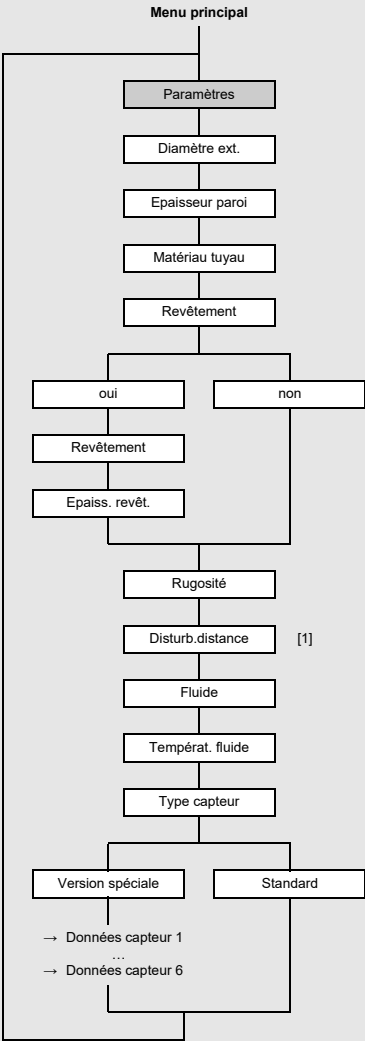 Menu principal
Paramètres
Diamètre ext.
Epaisseur paroi
Matériau tuyau
Revêtement
oui
non
Revêtement
Epaiss. revêt.
Rugosité
Disturb.distance [1]
Fluide
Températ. fluide
Type capteur
Version spéciale
Standard
→ Données capteur 1
…
→ Données capteur 6